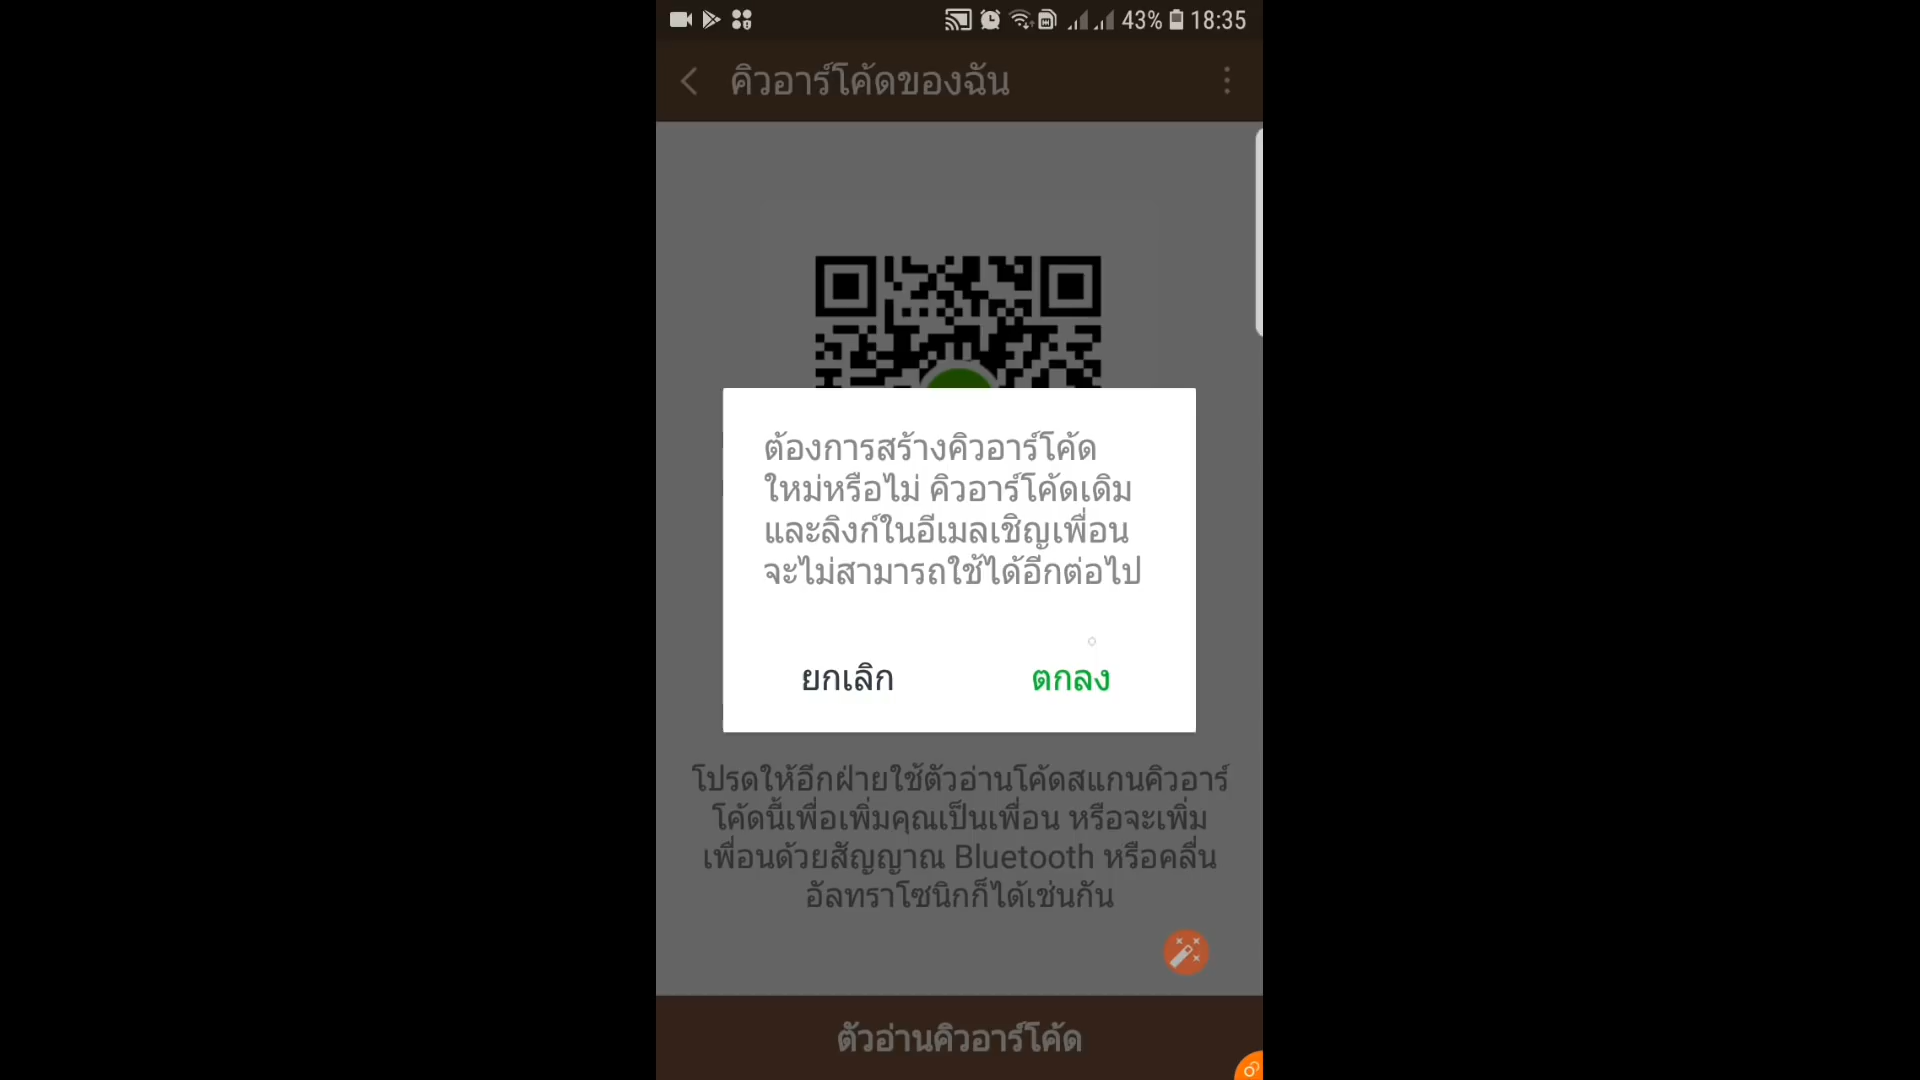 43% 18:35
คิวอาร์โค้ดของฉัน
ต้องการสร้างคิวอาร์โค้ด
ใหม่หรือไม่ คิวอาร์โค้ดเดิม
และลิงก์ในอีเมลเชิญเพื่อน
จะไม่สามารถใช้ได้อีกต่อไป
ยกเลิก ตกลง
โปรดให้อีกฝ่ายใช้ตัวอ่านโค้ดสแกนคิวอาร์
โค้ดนี้เพื่อเพิ่มคุณเป็นเพื่อน หรือจะเพิ่ม
เพื่อนด้วยสัญญาณ Bluetooth หรือคลื่น
อัลทราโซนิกก็ได้เช่นกัน
ตัวอ่านคิวอาร์โค้ด